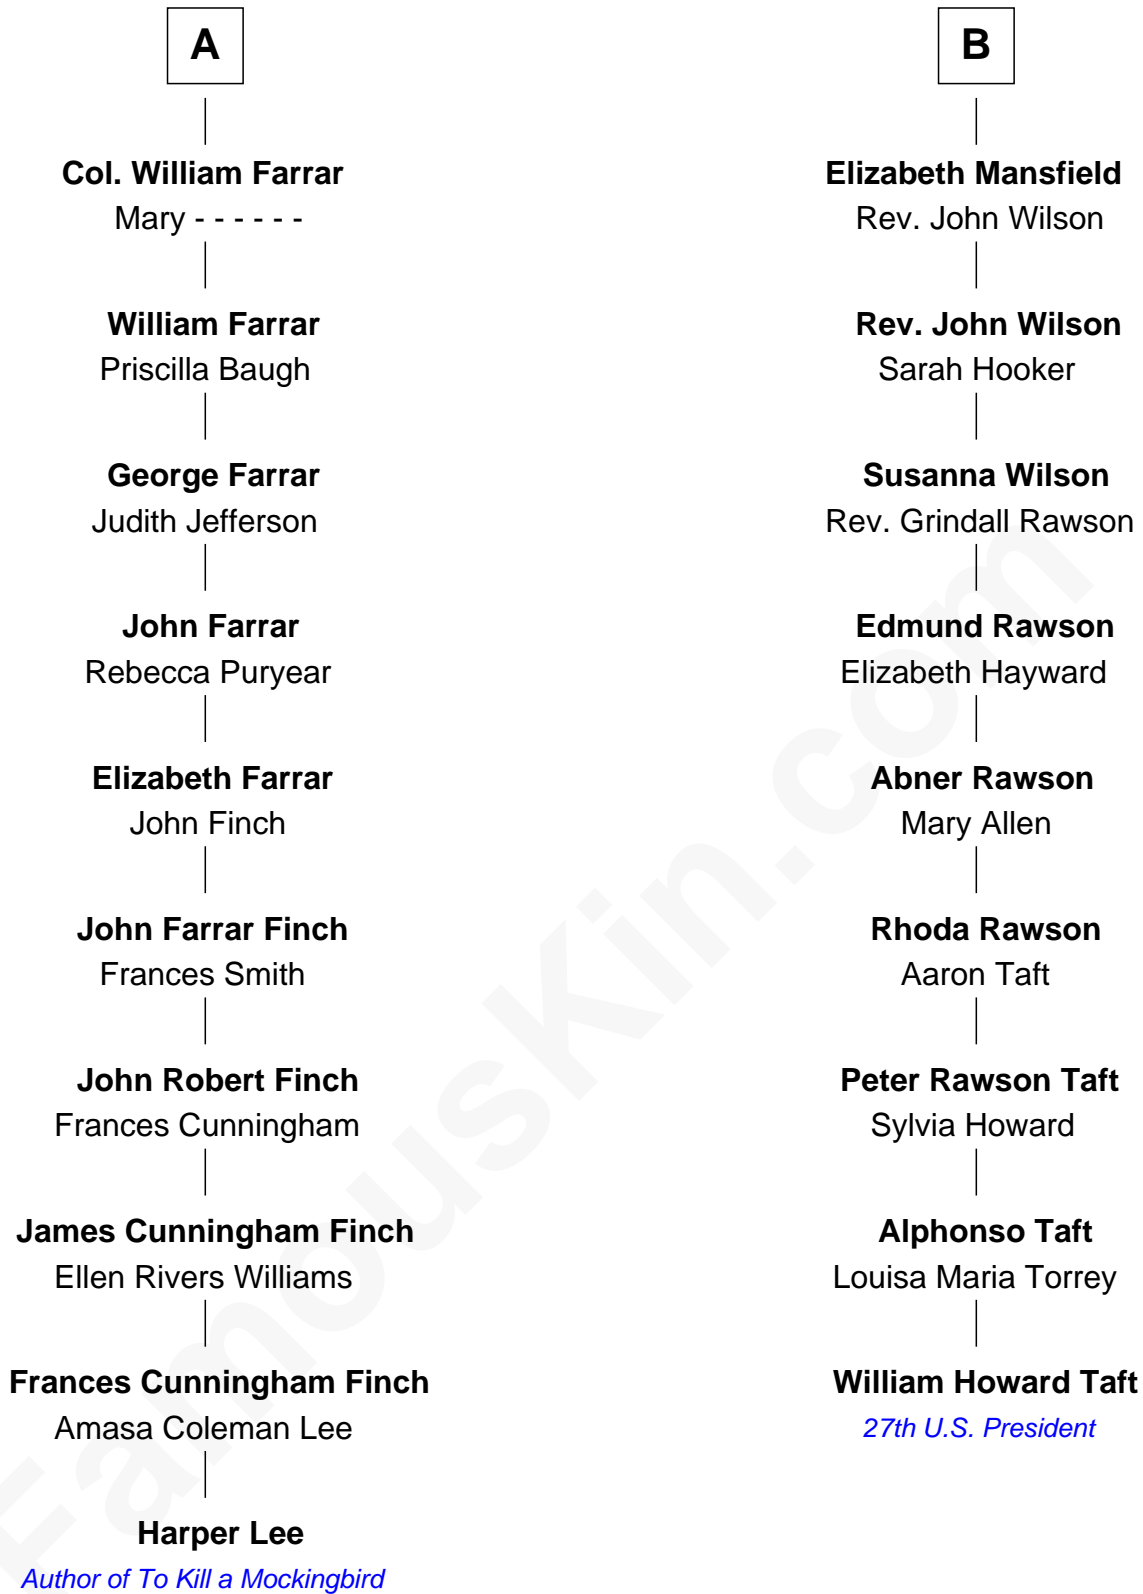 A
Col. William Farrar
Mary - - - - - -
William Farrar
Priscilla Baugh
George Farrar
Judith Jefferson
John Farrar
Rebecca Puryear
Elizabeth Farrar
John Finch
John Farrar Finch
Frances Smith
John Robert Finch
Frances Cunningham
James Cunningham Finch
Ellen Rivers Williams
Frances Cunningham Finch
Amasa Coleman Lee
Harper Lee
Author of To Kill a Mockingbird
B
Elizabeth Mansfield
Rev. John Wilson
Rev. John Wilson
Sarah Hooker
Susanna Wilson
Rev. Grindall Rawson
Edmund Rawson
Elizabeth Hayward
Abner Rawson
Mary Allen
Rhoda Rawson
Aaron Taft
Peter Rawson Taft
Sylvia Howard
Alphonso Taft
Louisa Maria Torrey
William Howard Taft
27th U.S. President
FamousKin.com